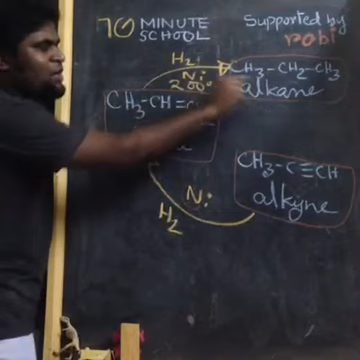 10 MINUTE SCHOOL
Supported by
robi
H₂
Ni
200°
CH₃-CH₂-CH₃
alkane
CH₃-CH=
CH₃-C≡CH
alkyne
Ni
H₂